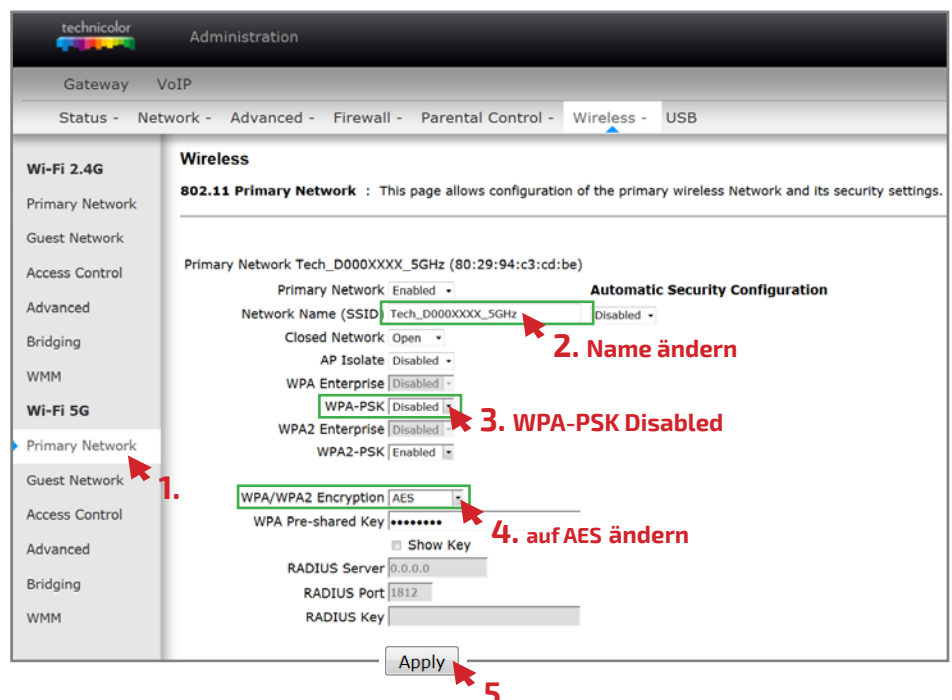 technicolor
Administration
Gateway VoIP
Status - Network - Advanced - Firewall - Parental Control - Wireless - USB
Wi-Fi 2.4G
Primary Network
Guest Network
Access Control
Advanced
Bridging
WMM
Wi-Fi 5G
Primary Network
1.
Guest Network
Access Control
Advanced
Bridging
WMM
Wireless
802.11 Primary Network : This page allows configuration of the primary wireless Network and its security settings.
Primary Network Tech_D000XXXX_5GHz (80:29:94:c3:cd:be)
Primary Network Enabled
Automatic Security Configuration
Network Name (SSID) Tech_D000XXXX_5GHz
Disabled
2. Name ändern
Closed Network Open
AP Isolate Disabled
WPA Enterprise Disabled
WPA-PSK Disabled
3. WPA-PSK Disabled
WPA2 Enterprise Disabled
WPA2-PSK Enabled
WPA/WPA2 Encryption AES
4. auf AES ändern
WPA Pre-shared Key ••••••••
Show Key
RADIUS Server 0.0.0.0
RADIUS Port 1812
RADIUS Key
Apply
5